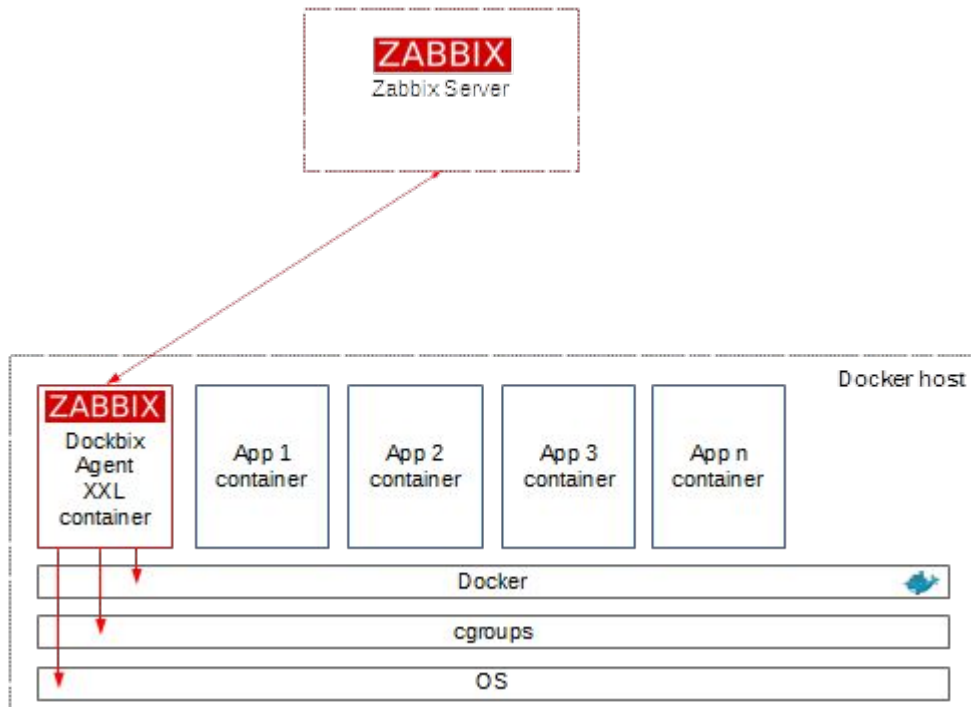 ZABBIX
Zabbix Server
Docker host
ZABBIX
Dockbix
Agent
XXL
container
App 1
container
App 2
container
App 3
container
App n
container
Docker
cgroups
OS